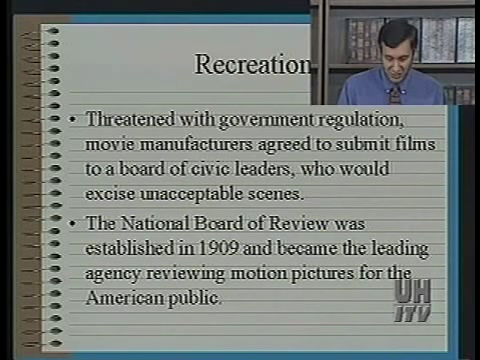 Recreation
• Threatened with government regulation,
movie manufacturers agreed to submit films
to a board of civic leaders, who would
excise unacceptable scenes.
• The National Board of Review was
established in 1909 and became the leading
agency reviewing motion pictures for the
American public.
UH
ITV